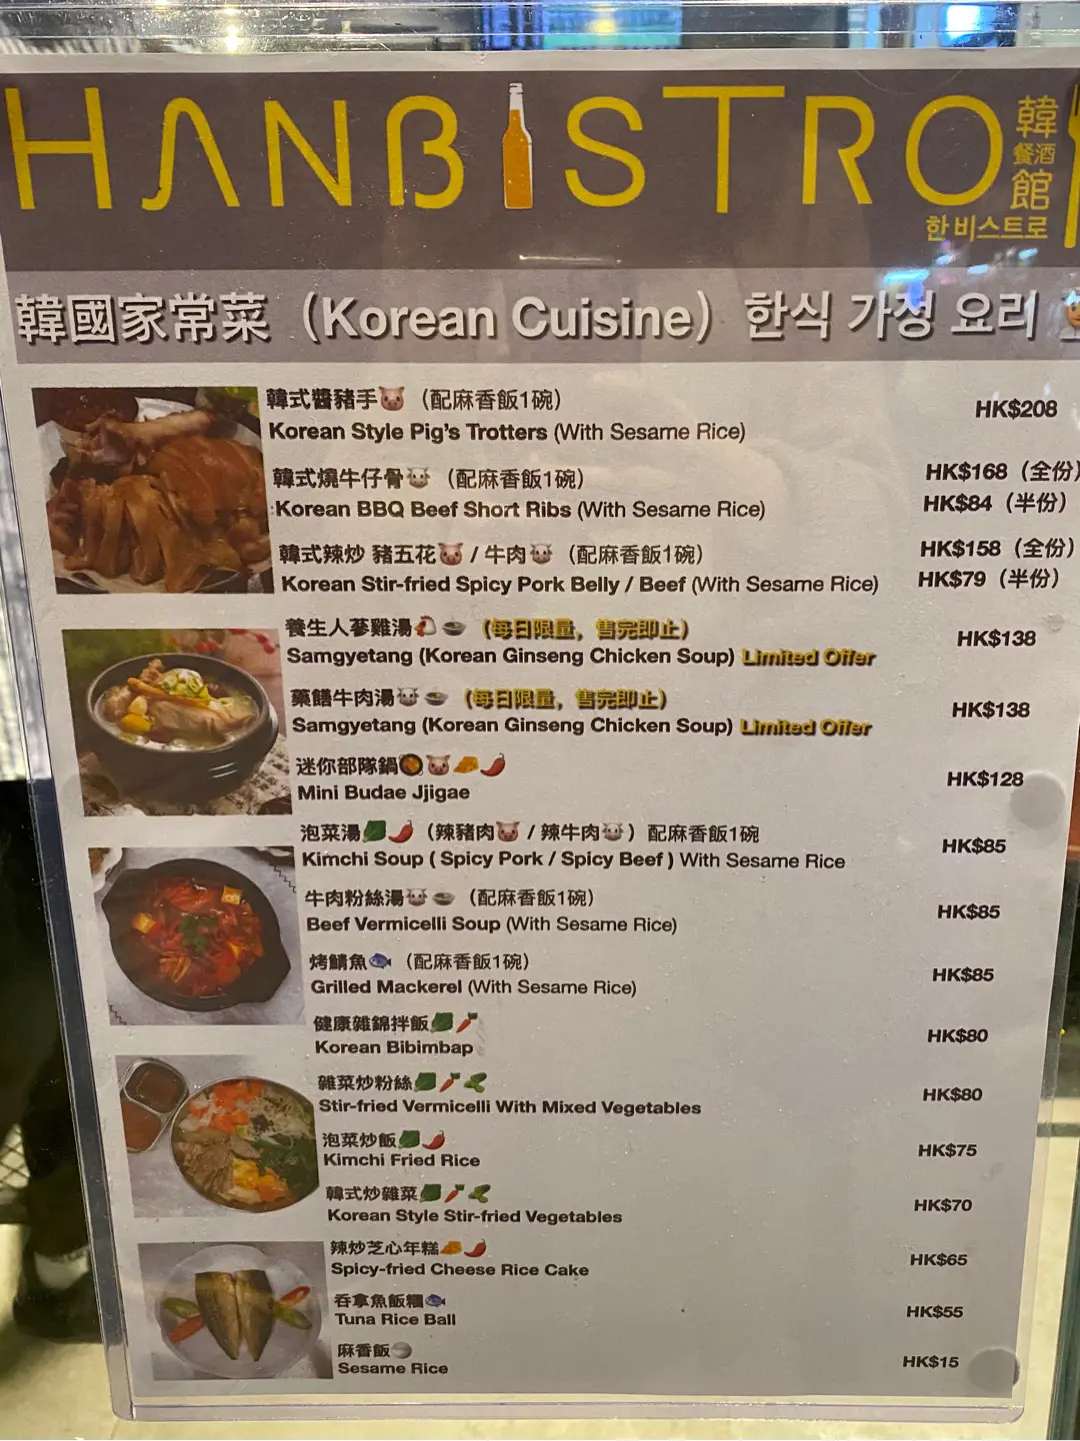 HANBISTRO
韓
餐酒
館
한 비스트로
韓國家常菜（Korean Cuisine）한식 가정 요리
韓式醬豬手（配麻香飯1碗）
Korean Style Pig's Trotters (With Sesame Rice)
HK$208
韓式燒牛仔骨（配麻香飯1碗）
Korean BBQ Beef Short Ribs (With Sesame Rice)
HK$168（全份）
HK$84（半份）
韓式辣炒 豬五花 / 牛肉（配麻香飯1碗）
Korean Stir-fried Spicy Pork Belly / Beef (With Sesame Rice)
HK$158（全份）
HK$79（半份）
養生人蔘雞湯（每日限量，售完即止）
Samgyetang (Korean Ginseng Chicken Soup) Limited Offer
HK$138
藥饍牛肉湯（每日限量，售完即止）
Samgyetang (Korean Ginseng Chicken Soup) Limited Offer
HK$138
迷你部隊鍋
Mini Budae Jjigae
HK$128
泡菜湯（辣豬肉 / 辣牛肉）配麻香飯1碗
Kimchi Soup ( Spicy Pork / Spicy Beef ) With Sesame Rice
HK$85
牛肉粉絲湯（配麻香飯1碗）
Beef Vermicelli Soup (With Sesame Rice)
HK$85
烤鯖魚（配麻香飯1碗）
Grilled Mackerel (With Sesame Rice)
HK$85
健康雜錦拌飯
Korean Bibimbap
HK$80
雜菜炒粉絲
Stir-fried Vermicelli With Mixed Vegetables
HK$80
泡菜炒飯
Kimchi Fried Rice
HK$75
韓式炒雜菜
Korean Style Stir-fried Vegetables
HK$70
辣炒芝心年糕
Spicy-fried Cheese Rice Cake
HK$65
吞拿魚飯糰
Tuna Rice Ball
HK$55
麻香飯
Sesame Rice
HK$15